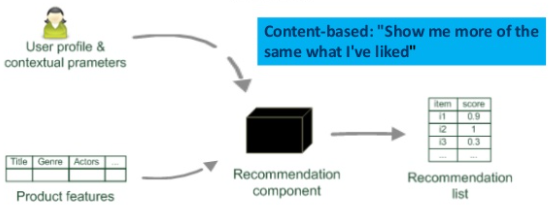 User profile &
contextual prameters
Content-based: "Show me more of the
same what I've liked"
Title Genre Actors ...
Product features
Recommendation
component
item score
i1 0.9
i2 1
i3 0.3
... ...
Recommendation
list